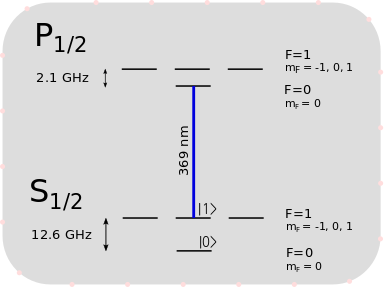 P1/2
2.1 GHz
F=1
mF = -1, 0, 1
F=0
mF = 0
369 nm
S1/2
|1>
12.6 GHz
|0>
F=1
mF = -1, 0, 1
F=0
mF = 0